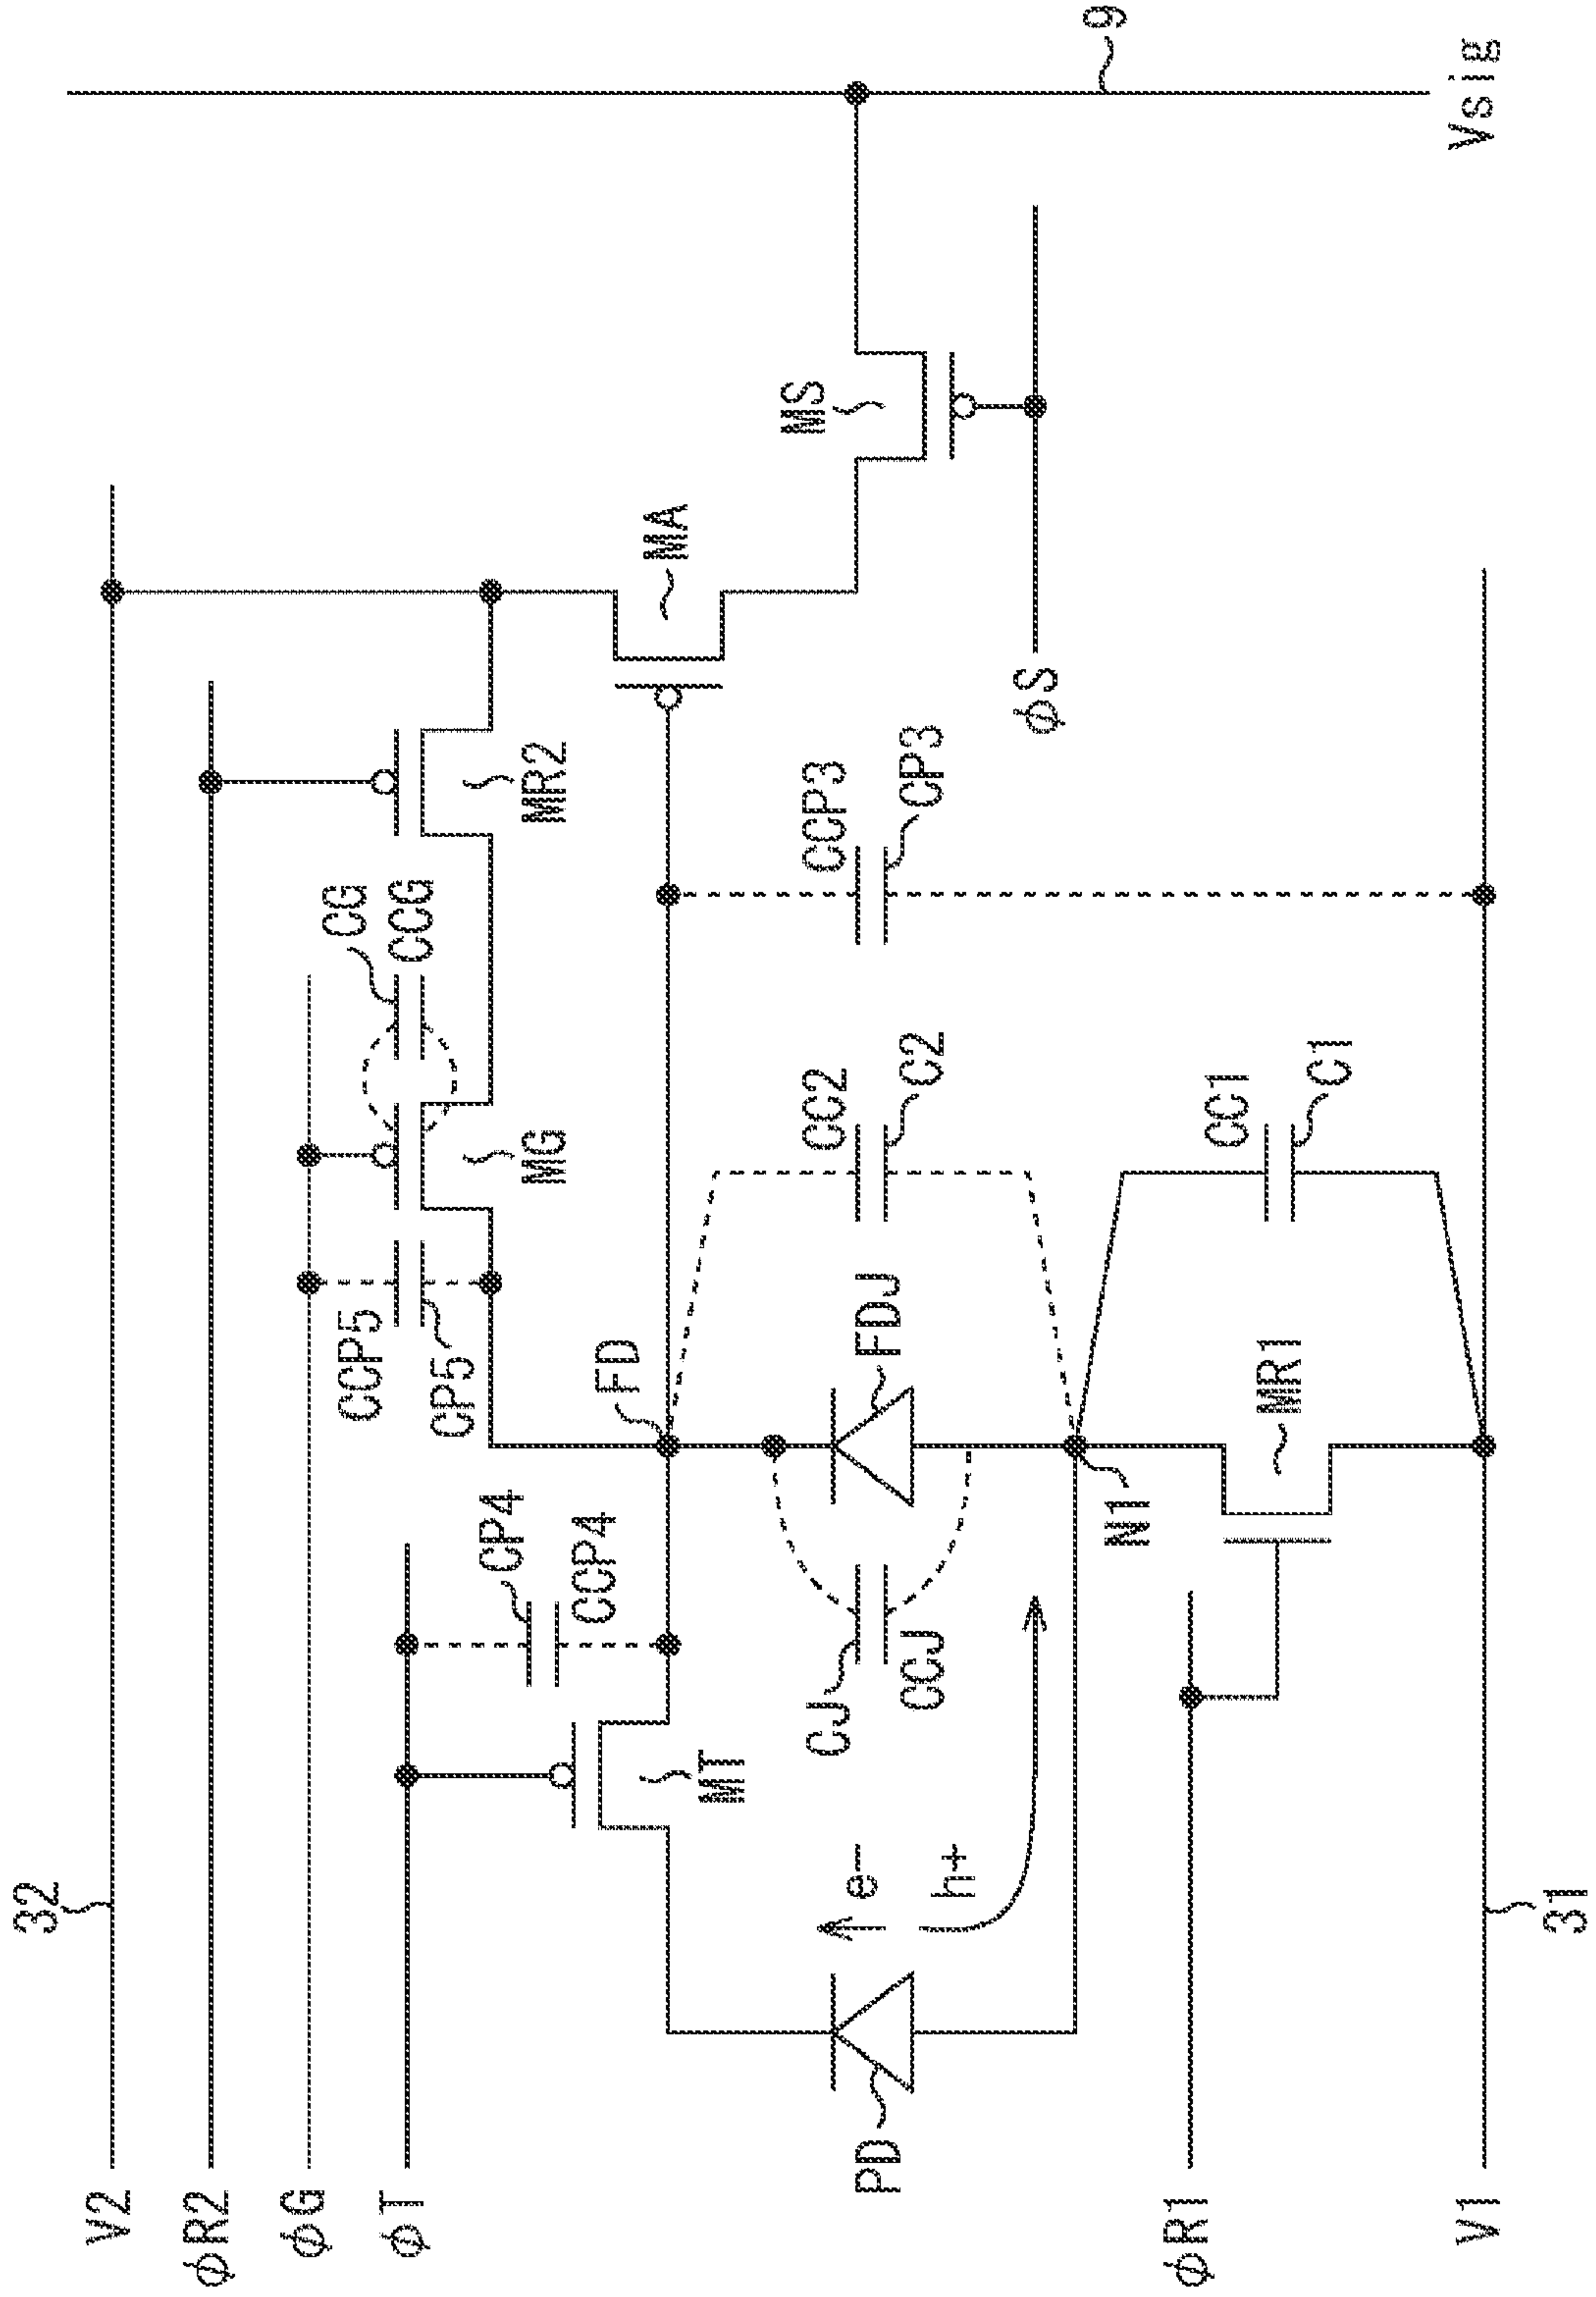 32
V2
φR2
φG
φT
CG
CCG
CCP5
CP5
MG
MR2
MA
MS
9
Vsig
φS
FD
CP4
CCP4
MT
CCP3
CP3
CC2
C2
FDJ
CJ
CCJ
e-
h+
PD
N1
CC1
C1
MR1
φR1
V1
31